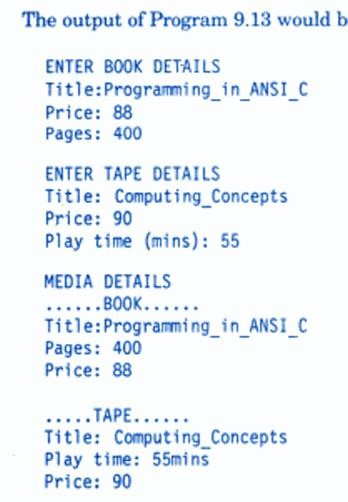 The output of Program 9.13 would b
ENTER BOOK DETAILS
Title:Programming_in_ANSI_C
Price: 88
Pages: 400
ENTER TAPE DETAILS
Title: Computing_Concepts
Price: 90
Play time (mins): 55
MEDIA DETAILS
......BOOK......
Title:Programming_in_ANSI_C
Pages: 400
Price: 88
.....TAPE......
Title: Computing_Concepts
Play time: 55mins
Price: 90